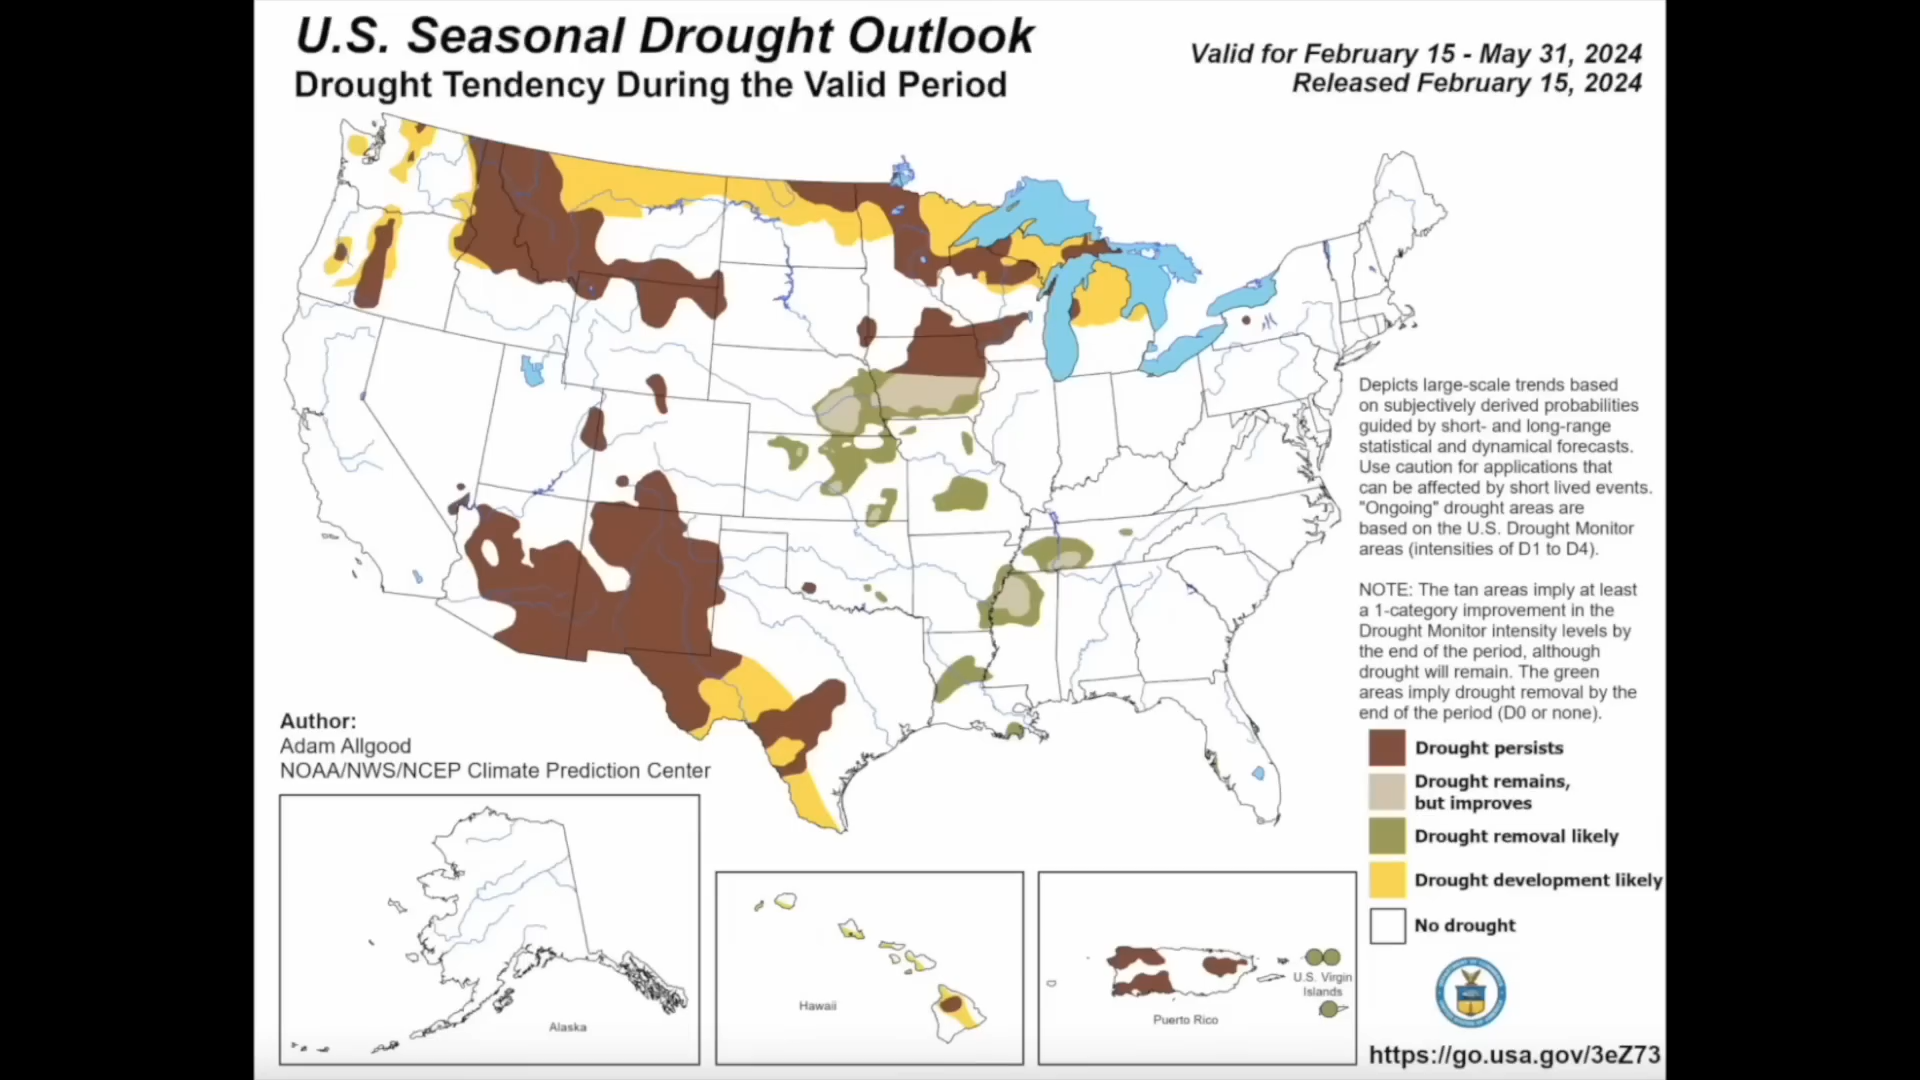 U.S. Seasonal Drought Outlook
Drought Tendency During the Valid Period
Valid for February 15 - May 31, 2024
Released February 15, 2024
Depicts large-scale trends based
on subjectively derived probabilities
guided by short- and long-range
statistical and dynamical forecasts.
Use caution for applications that
can be affected by short lived events.
"Ongoing" drought areas are
based on the U.S. Drought Monitor
areas (intensities of D1 to D4).
NOTE: The tan areas imply at least
a 1-category improvement in the
Drought Monitor intensity levels by
the end of the period, although
drought will remain. The green
areas imply drought removal by the
end of the period (D0 or none).
Author:
Adam Allgood
NOAA/NWS/NCEP Climate Prediction Center
Drought persists
Drought remains,
but improves
Drought removal likely
Drought development likely
No drought
Alaska
Hawaii
Puerto Rico
U.S. Virgin
Islands
https://go.usa.gov/3eZ73